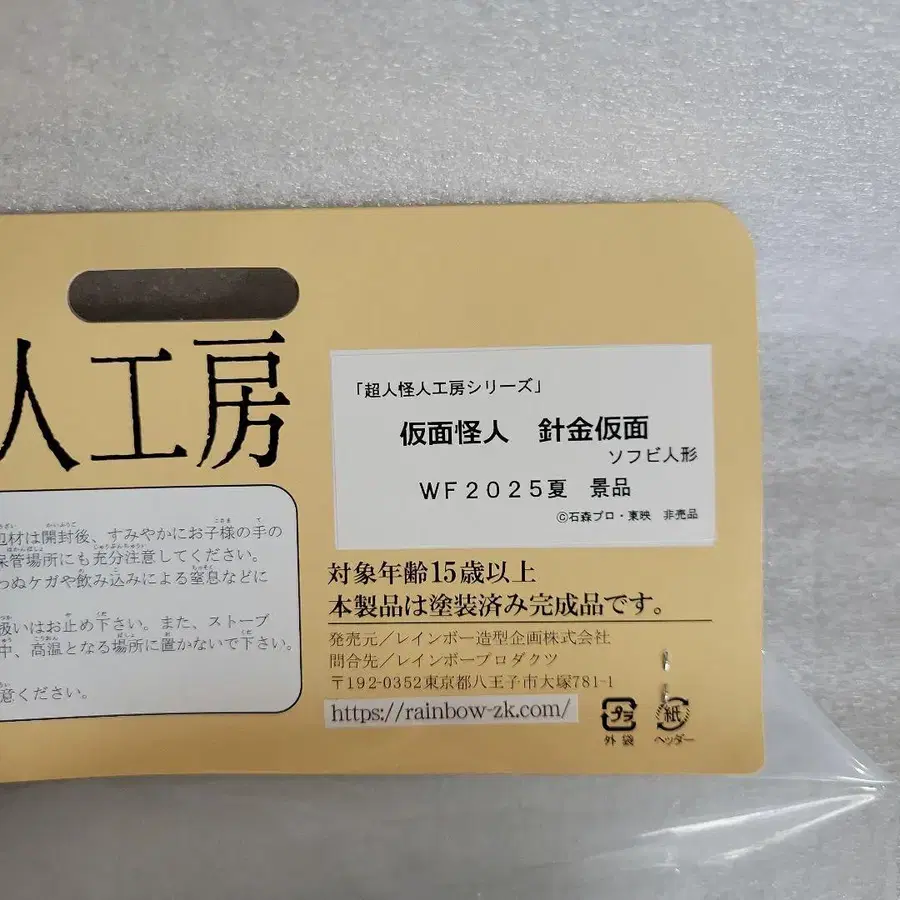 人工房
「超人怪人工房シリーズ」
仮面怪人　針金仮面
ソフビ人形
ＷＦ２０２５夏　景品
©石森プロ・東映　非売品
辺材は開封後、すみやかにお子様の手の
保管場所にも充分注意してください。
つぬケガや飲み込みによる窒息などに
扱いはお止め下さい。また、ストーブ
中、高温となる場所に置かないで下さい。
意ください。
対象年齢15歳以上
本製品は塗装済み完成品です。
発売元／レインボー造型企画株式会社
問合先／レインボープロダクツ
〒192-0352東京都八王子市大塚781-1
https://rainbow-zk.com/
プラ
外袋
紙
ヘッダー